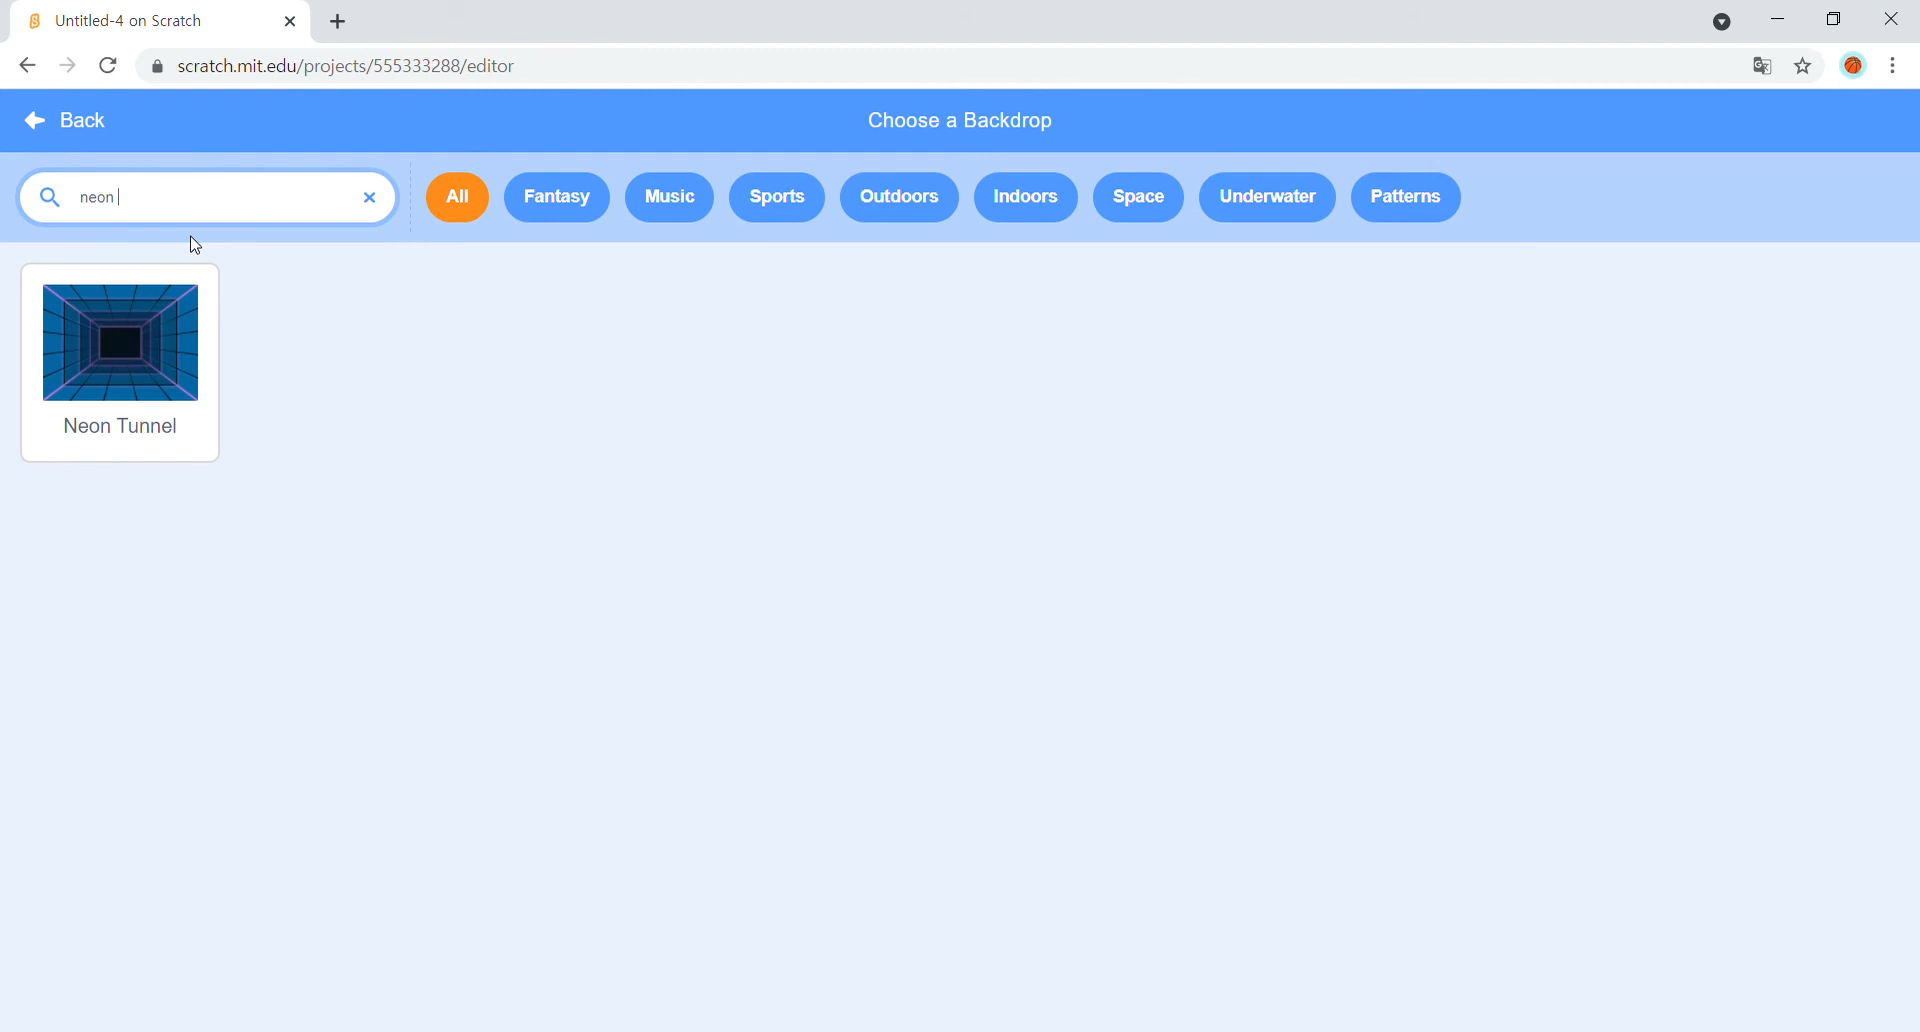 Untitled-4 on Scratch
scratch.mit.edu/projects/555333288/editor
Back
Choose a Backdrop
neon
All
Fantasy
Music
Sports
Outdoors
Indoors
Space
Underwater
Patterns
Neon Tunnel